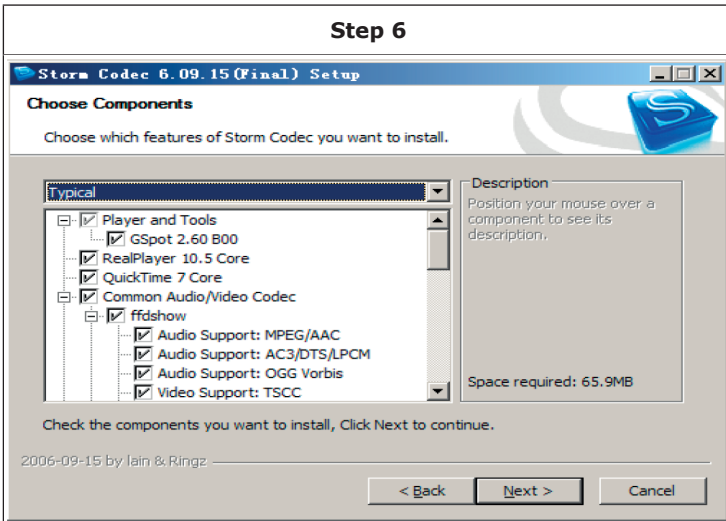 Step 6
Storm Codec 6.09.15(Final) Setup
Choose Components
Choose which features of Storm Codec you want to install.
Typical
Player and Tools
GSpot 2.60 B00
RealPlayer 10.5 Core
QuickTime 7 Core
Common Audio/Video Codec
ffdshow
Audio Support: MPEG/AAC
Audio Support: AC3/DTS/LPCM
Audio Support: OGG Vorbis
Video Support: TSCC
Description
Position your mouse over a
component to see its
description.
Space required: 65.9MB
Check the components you want to install, Click Next to continue.
2006-09-15 by lain & Ringz
< Back
Next >
Cancel